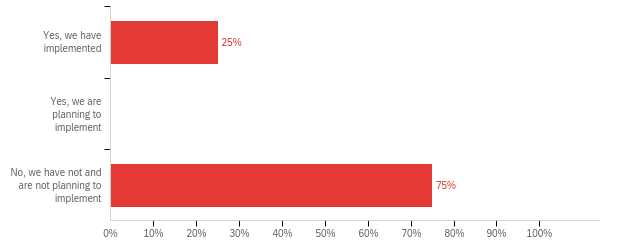 Yes, we have
implemented
25%
Yes, we are
planning to
implement
No, we have not and
are not planning to
implement
75%
0% 10% 20% 30% 40% 50% 60% 70% 80% 90% 100%